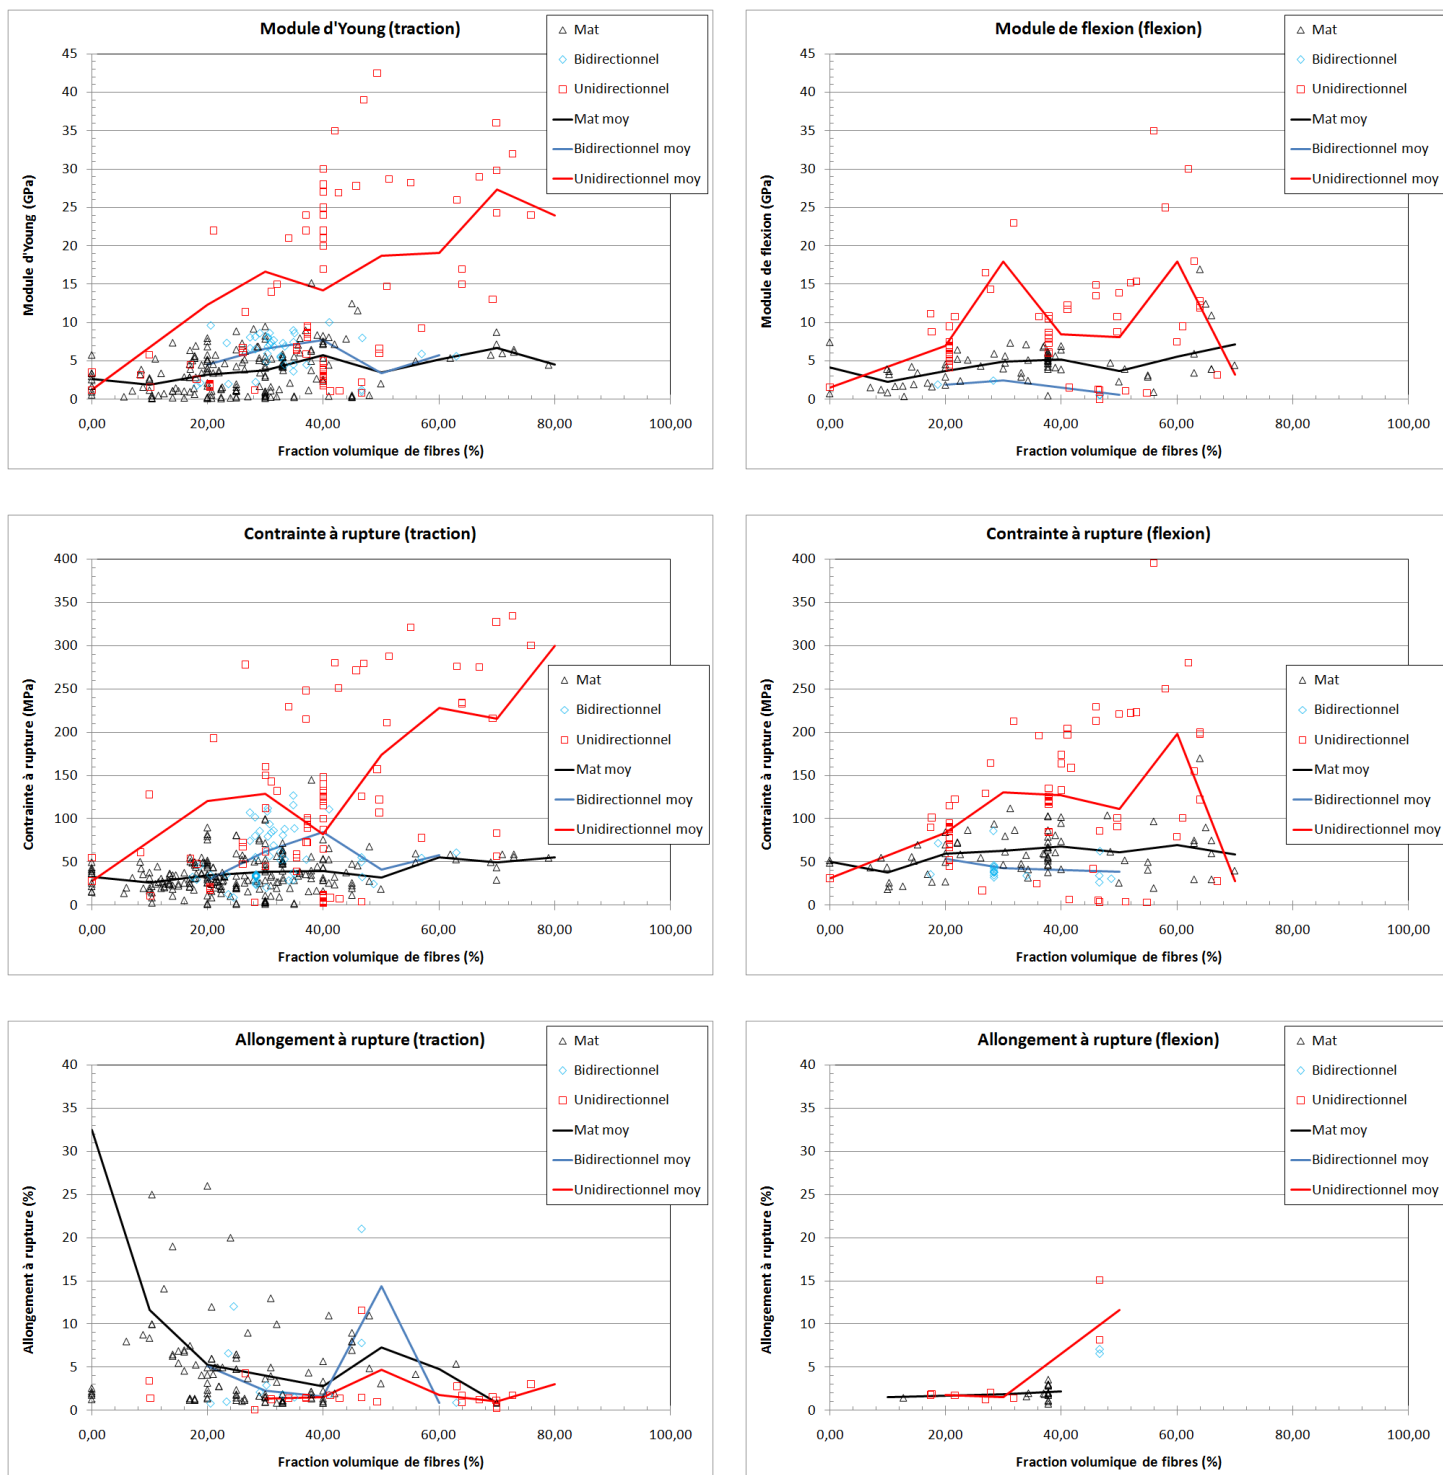 Module d'Young (traction)
Module d'Young (GPa)
45
40
35
30
25
20
15
10
5
0
0,00 20,00 40,00 60,00 80,00 100,00
Fraction volumique de fibres (%)
Mat
Bidirectionnel
Unidirectionnel
Mat moy
Bidirectionnel moy
Unidirectionnel moy
Module de flexion (flexion)
Module de flexion (GPa)
45
40
35
30
25
20
15
10
5
0
0,00 20,00 40,00 60,00 80,00 100,00
Fraction volumique de fibres (%)
Mat
Bidirectionnel
Unidirectionnel
Mat moy
Bidirectionnel moy
Unidirectionnel moy
Contrainte à rupture (traction)
Contrainte à rupture (MPa)
400
350
300
250
200
150
100
50
0
0,00 20,00 40,00 60,00 80,00 100,00
Fraction volumique de fibres (%)
Mat
Bidirectionnel
Unidirectionnel
Mat moy
Bidirectionnel moy
Unidirectionnel moy
Contrainte à rupture (flexion)
Contrainte à rupture (MPa)
400
350
300
250
200
150
100
50
0
0,00 20,00 40,00 60,00 80,00 100,00
Fraction volumique de fibres (%)
Mat
Bidirectionnel
Unidirectionnel
Mat moy
Bidirectionnel moy
Unidirectionnel moy
Allongement à rupture (traction)
Allongement à rupture (%)
40
35
30
25
20
15
10
5
0
0,00 20,00 40,00 60,00 80,00 100,00
Fraction volumique de fibres (%)
Mat
Bidirectionnel
Unidirectionnel
Mat moy
Bidirectionnel moy
Unidirectionnel moy
Allongement à rupture (flexion)
Allongement à rupture (%)
40
35
30
25
20
15
10
5
0
0,00 20,00 40,00 60,00 80,00 100,00
Fraction volumique de fibres (%)
Mat
Bidirectionnel
Unidirectionnel
Mat moy
Bidirectionnel moy
Unidirectionnel moy